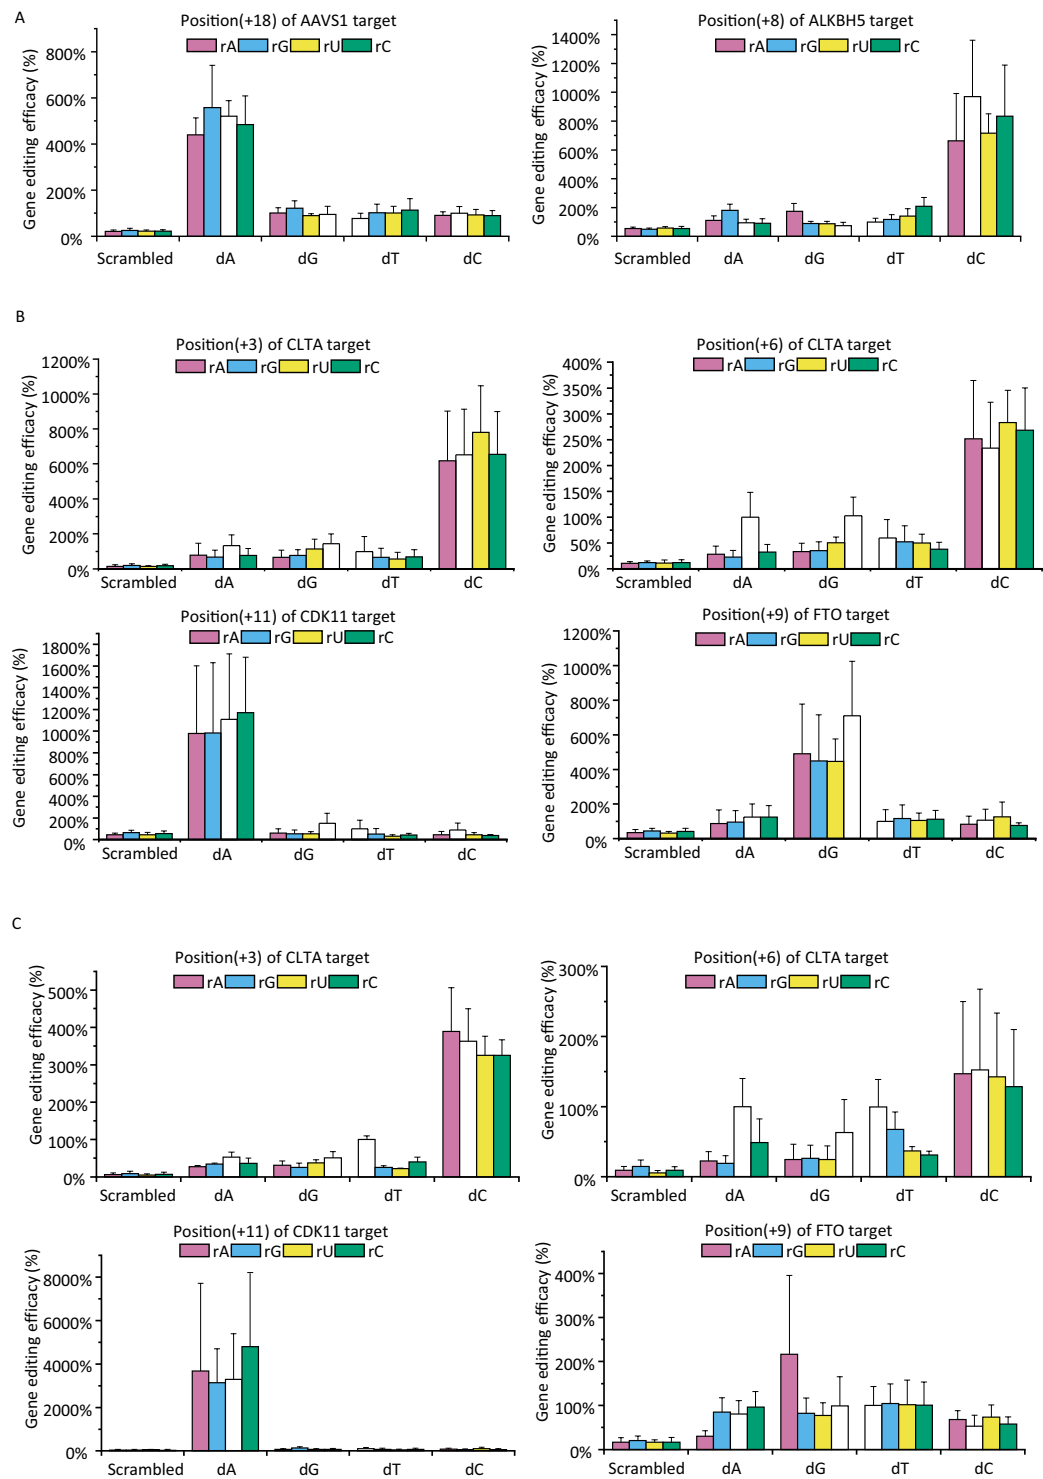 A
Position(+18) of AAVS1 target
rA rG rU rC
Gene editing efficacy (%)
800%
600%
400%
200%
0%
Scrambled dA dG dT dC
Position(+8) of ALKBH5 target
rA rG rU rC
Gene editing efficacy (%)
1400%
1200%
1000%
800%
600%
400%
200%
0%
Scrambled dA dG dT dC
B
Position(+3) of CLTA target
rA rG rU rC
Gene editing efficacy (%)
1200%
1000%
800%
600%
400%
200%
0%
Scrambled dA dG dT dC
Position(+6) of CLTA target
rA rG rU rC
Gene editing efficacy (%)
400%
350%
300%
250%
200%
150%
100%
50%
0%
Scrambled dA dG dT dC
Position(+11) of CDK11 target
rA rG rU rC
Gene editing efficacy (%)
1800%
1600%
1400%
1200%
1000%
800%
600%
400%
200%
0%
Scrambled dA dG dT dC
Position(+9) of FTO target
rA rG rU rC
Gene editing efficacy (%)
1200%
1000%
800%
600%
400%
200%
0%
Scrambled dA dG dT dC
C
Position(+3) of CLTA target
rA rG rU rC
Gene editing efficacy (%)
500%
400%
300%
200%
100%
0%
Scrambled dA dG dT dC
Position(+6) of CLTA target
rA rG rU rC
Gene editing efficacy (%)
300%
200%
100%
0%
Scrambled dA dG dT dC
Position(+11) of CDK11 target
rA rG rU rC
Gene editing efficacy (%)
8000%
6000%
4000%
2000%
0%
Scrambled dA dG dT dC
Position(+9) of FTO target
rA rG rU rC
Gene editing efficacy (%)
400%
200%
100%
0%
Scrambled dA dG dT dC